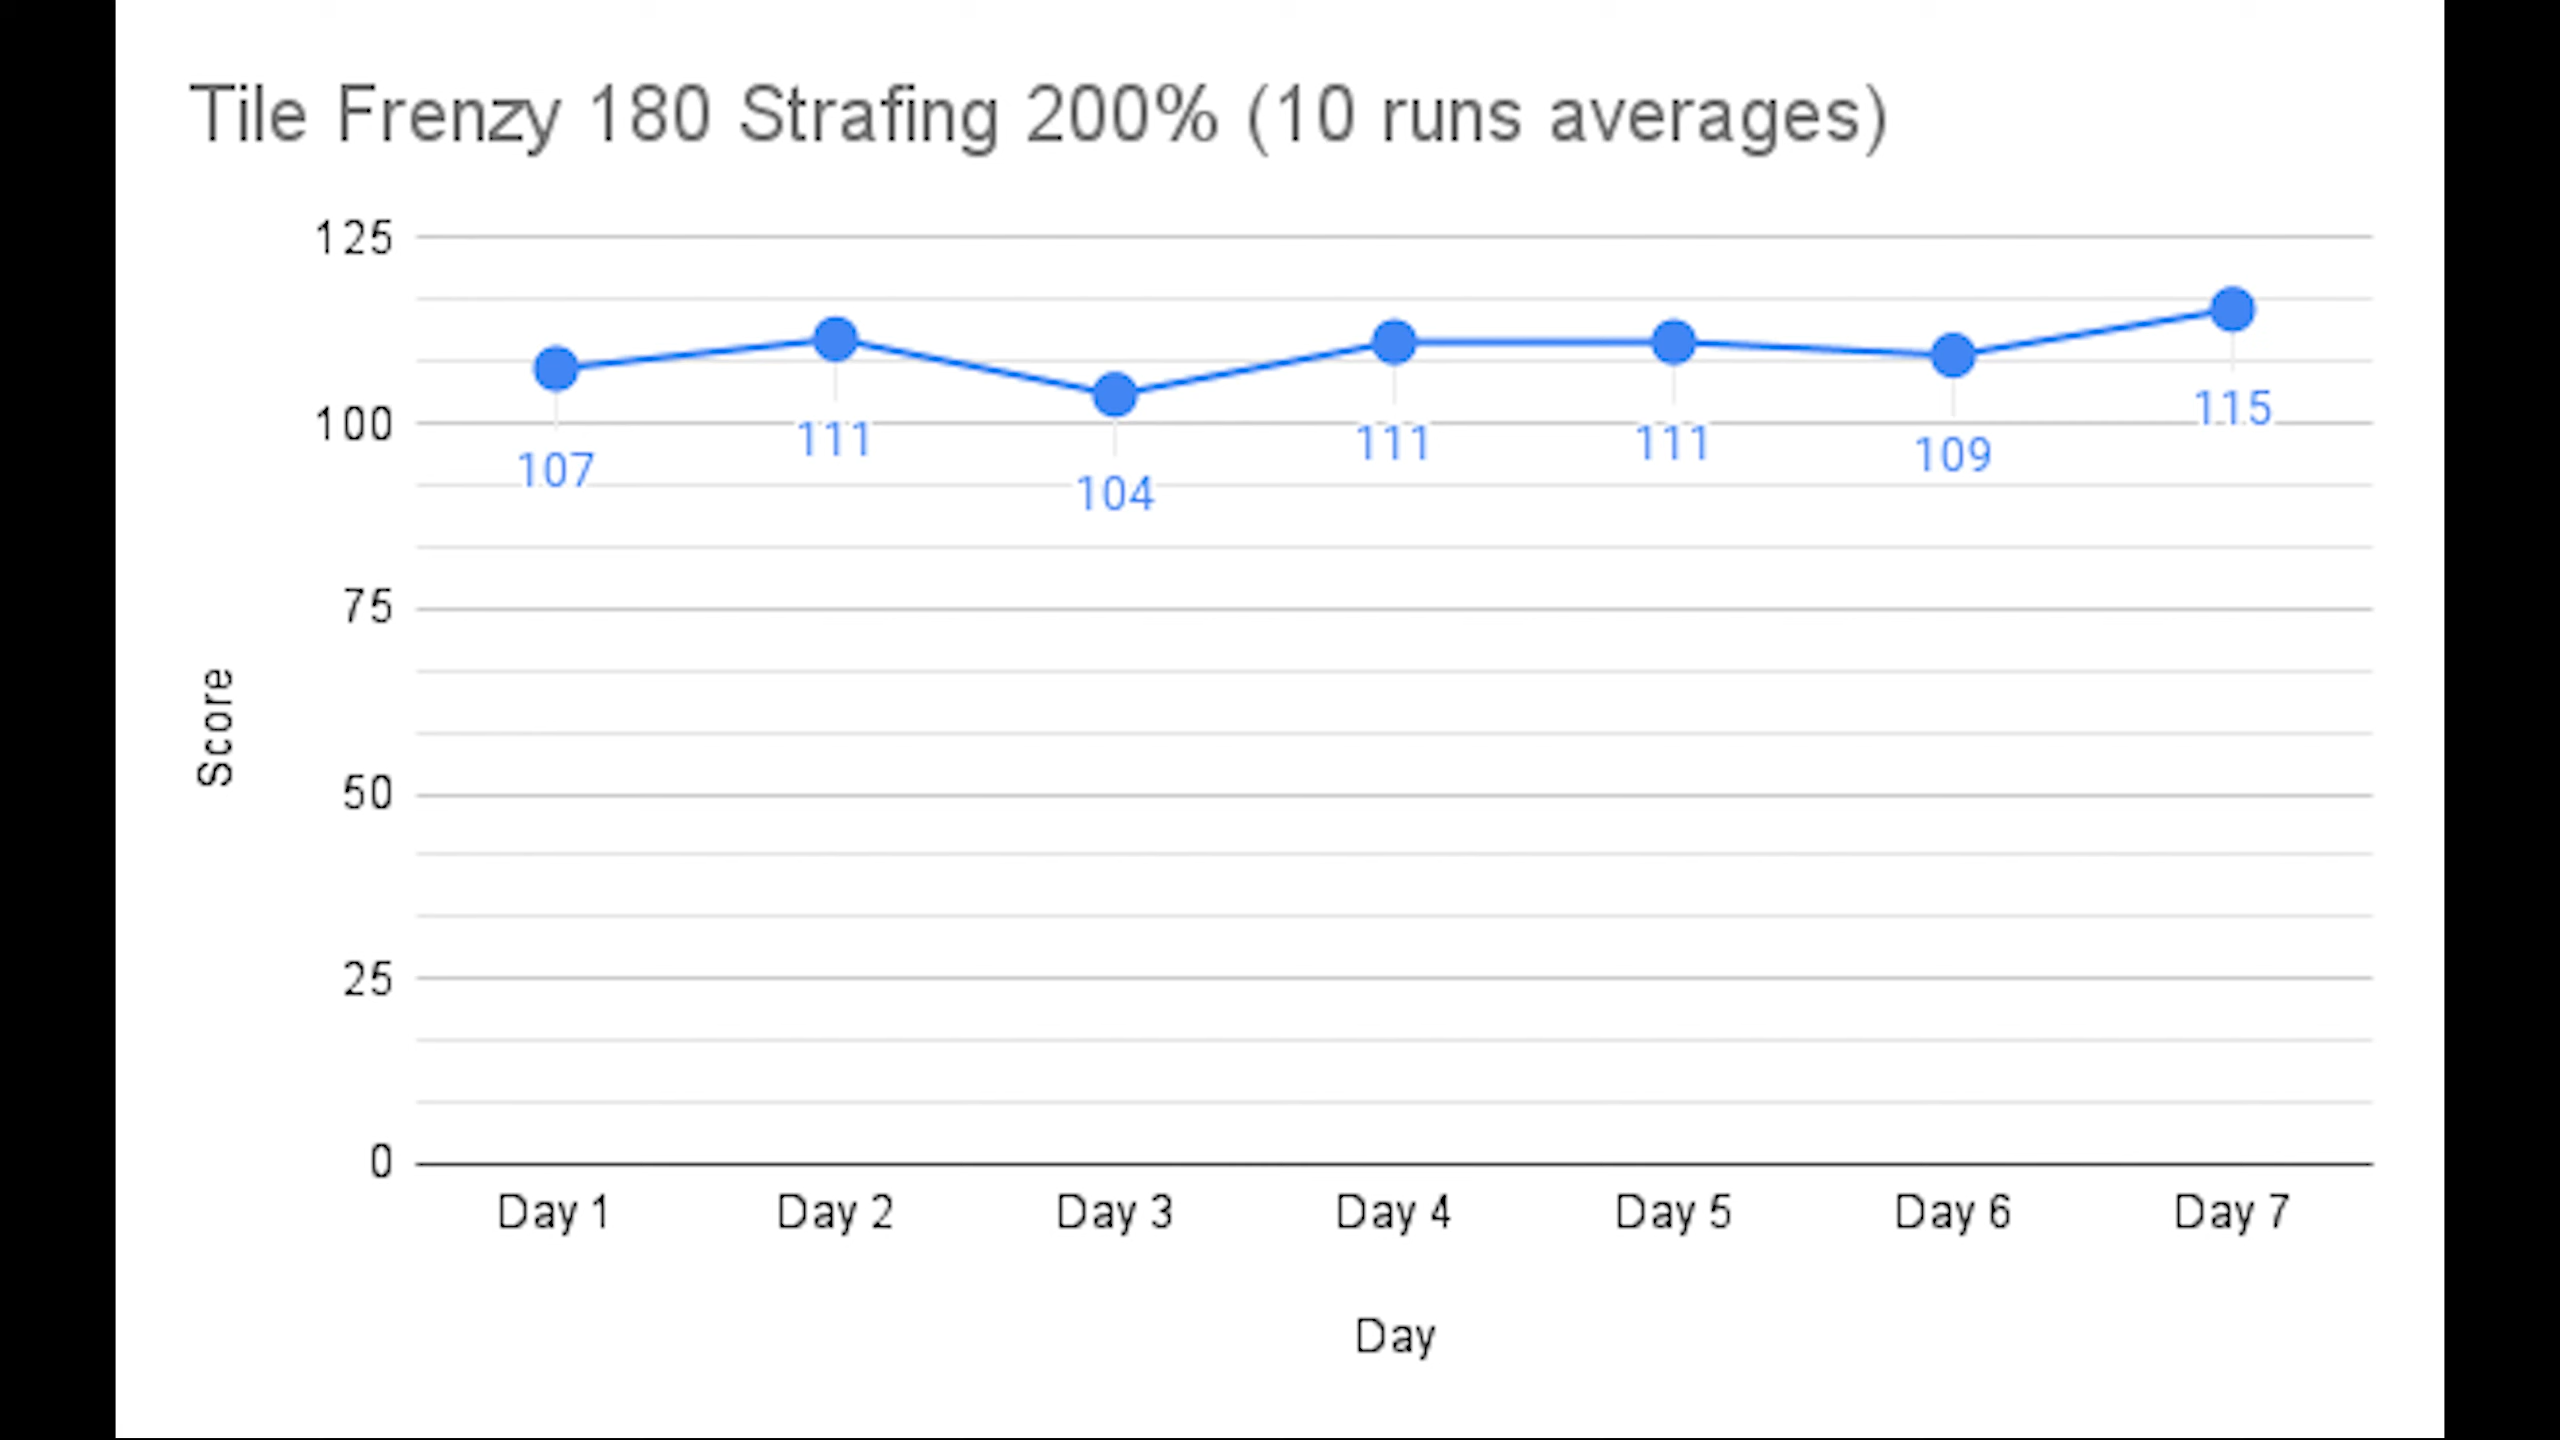 Tile Frenzy 180 Strafing 200% (10 runs averages)
125
100
75
50
25
0
Score
107
111
104
111
111
109
115
Day 1
Day 2
Day 3
Day 4
Day 5
Day 6
Day 7
Day